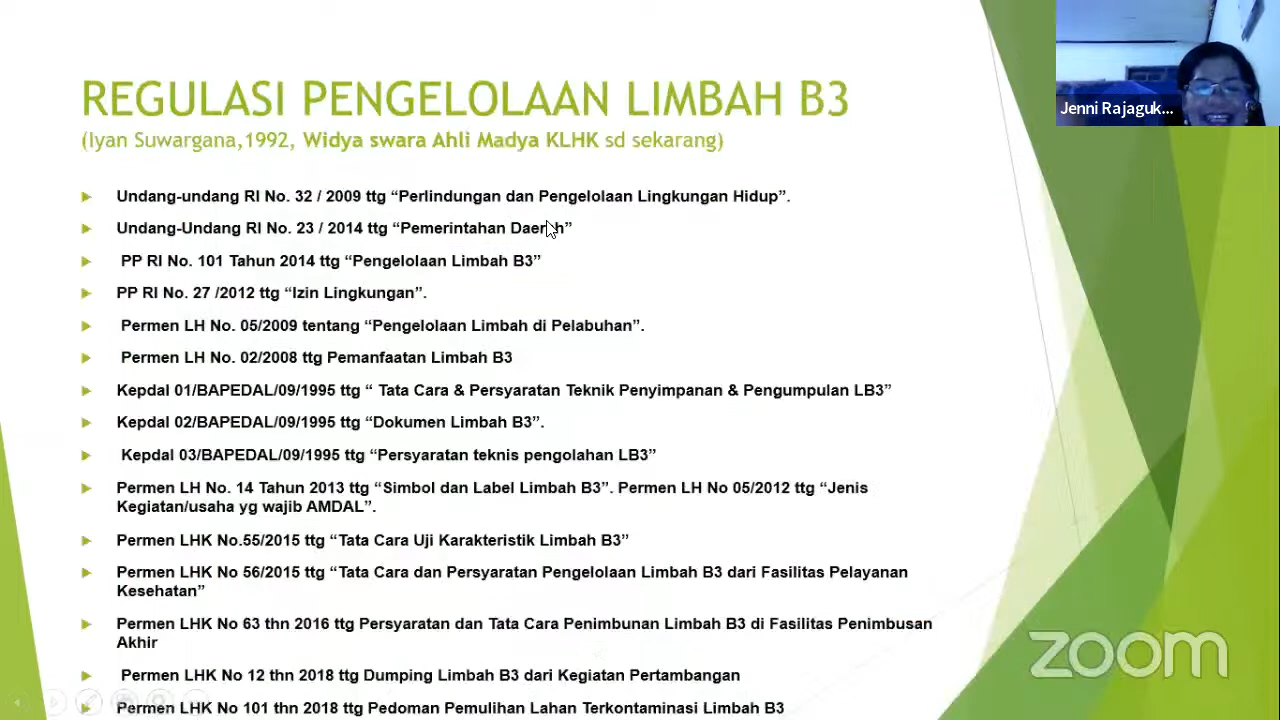 REGULASI PENGELOLAAN LIMBAH B3
(Iyan Suwargana,1992, Widya swara Ahli Madya KLHK sd sekarang)
Jenni Rajaguk...
Undang-undang RI No. 32 / 2009 ttg “Perlindungan dan Pengelolaan Lingkungan Hidup”.
Undang-Undang RI No. 23 / 2014 ttg “Pemerintahan Daerah”
PP RI No. 101 Tahun 2014 ttg “Pengelolaan Limbah B3”
PP RI No. 27 /2012 ttg “Izin Lingkungan”.
Permen LH No. 05/2009 tentang “Pengelolaan Limbah di Pelabuhan”.
Permen LH No. 02/2008 ttg Pemanfaatan Limbah B3
Kepdal 01/BAPEDAL/09/1995 ttg “ Tata Cara & Persyaratan Teknik Penyimpanan & Pengumpulan LB3”
Kepdal 02/BAPEDAL/09/1995 ttg “Dokumen Limbah B3”.
Kepdal 03/BAPEDAL/09/1995 ttg “Persyaratan teknis pengolahan LB3”
Permen LH No. 14 Tahun 2013 ttg “Simbol dan Label Limbah B3”. Permen LH No 05/2012 ttg “Jenis
Kegiatan/usaha yg wajib AMDAL”.
Permen LHK No.55/2015 ttg “Tata Cara Uji Karakteristik Limbah B3”
Permen LHK No 56/2015 ttg “Tata Cara dan Persyaratan Pengelolaan Limbah B3 dari Fasilitas Pelayanan
Kesehatan”
Permen LHK No 63 thn 2016 ttg Persyaratan dan Tata Cara Penimbunan Limbah B3 di Fasilitas Penimbusan
Akhir
Permen LHK No 12 thn 2018 ttg Dumping Limbah B3 dari Kegiatan Pertambangan
Permen LHK No 101 thn 2018 ttg Pedoman Pemulihan Lahan Terkontaminasi Limbah B3
zoom